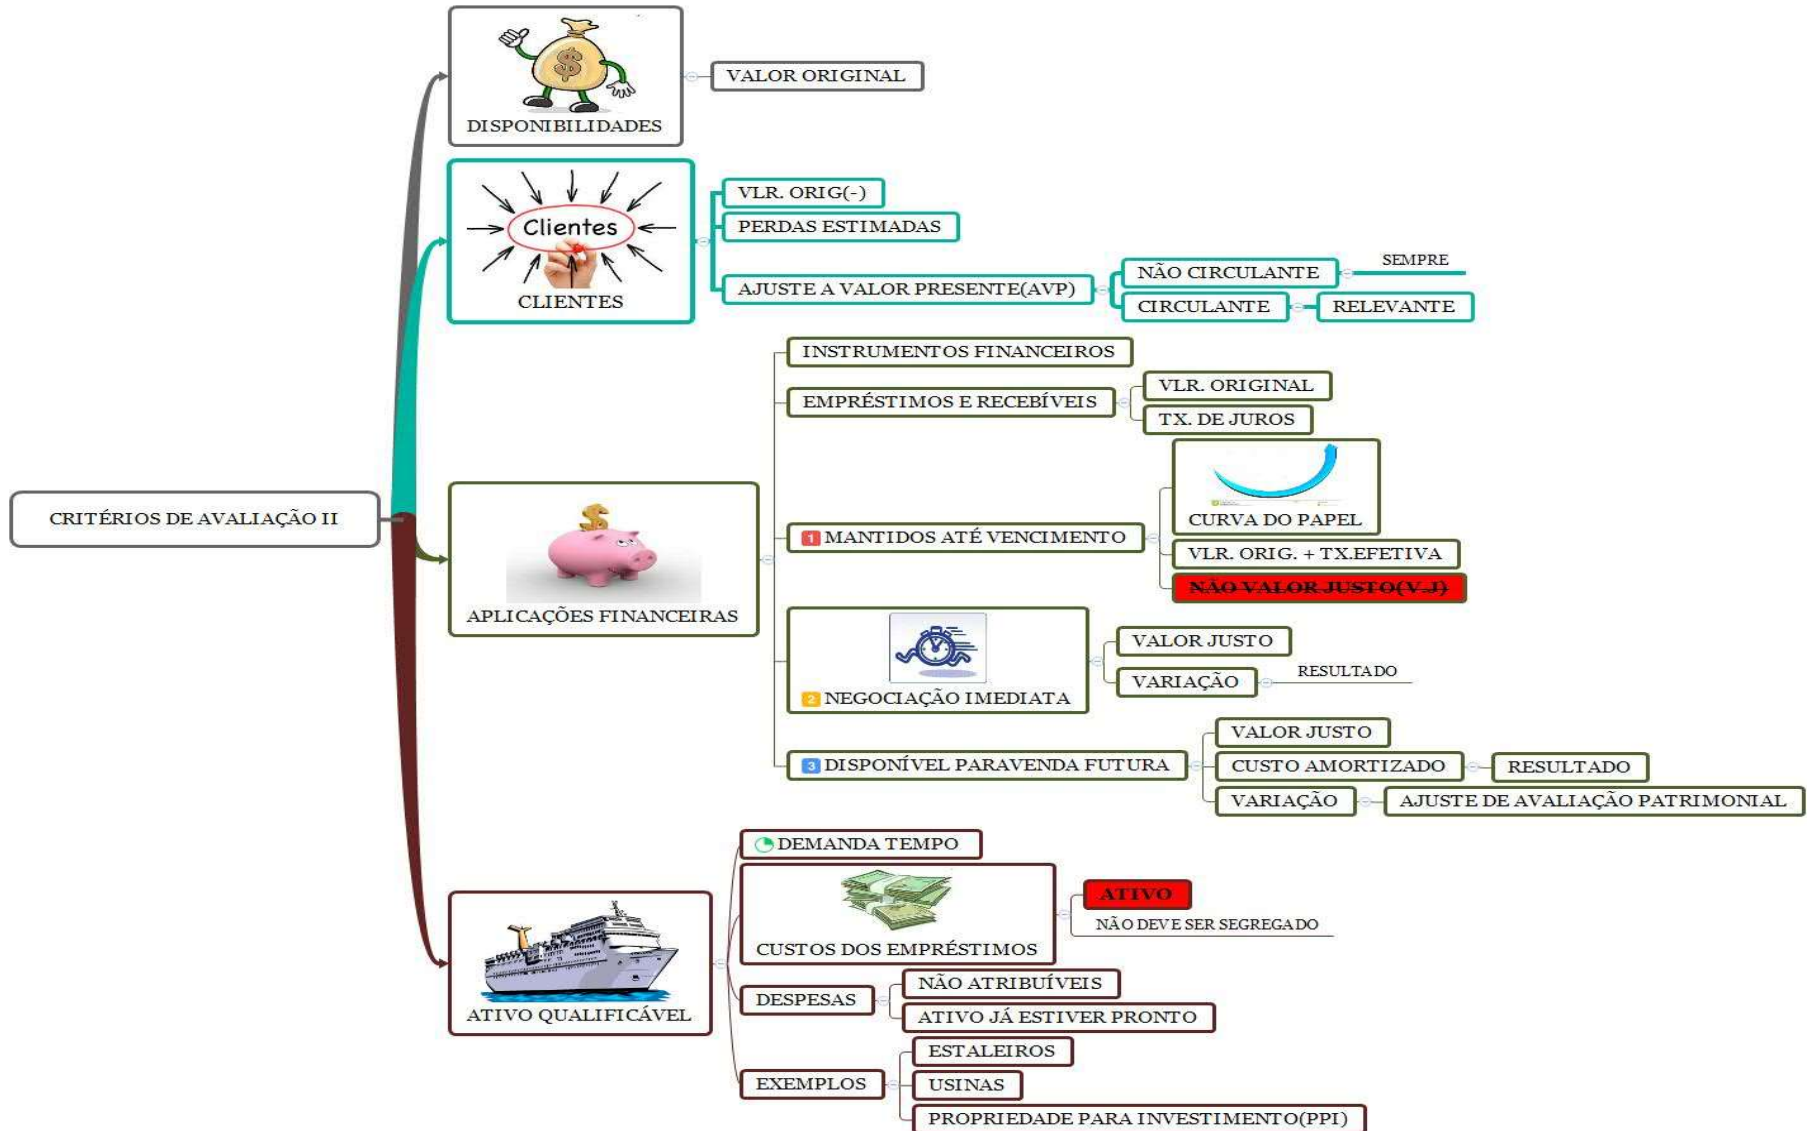 CRITÉRIOS DE AVALIAÇÃO II
DISPONIBILIDADES
VALOR ORIGINAL
Clientes
CLIENTES
VLR. ORIG(-)
PERDAS ESTIMADAS
AJUSTE A VALOR PRESENTE(AVP)
NÃO CIRCULANTE
SEMPRE
CIRCULANTE
RELEVANTE
APLICAÇÕES FINANCEIRAS
INSTRUMENTOS FINANCEIROS
EMPRÉSTIMOS E RECEBÍVEIS
VLR. ORIGINAL
TX. DE JUROS
1 MANTIDOS ATÉ VENCIMENTO
CURVA DO PAPEL
VLR. ORIG. + TX.EFETIVA
NÃO VALOR JUSTO(V.J)
2 NEGOCIAÇÃO IMEDIATA
VALOR JUSTO
VARIAÇÃO
RESULTADO
3 DISPONÍVEL PARAVENDA FUTURA
VALOR JUSTO
CUSTO AMORTIZADO
RESULTADO
VARIAÇÃO
AJUSTE DE AVALIAÇÃO PATRIMONIAL
ATIVO QUALIFICÁVEL
DEMANDA TEMPO
CUSTOS DOS EMPRÉSTIMOS
ATIVO
NÃO DEVE SER SEGREGADO
DESPESAS
NÃO ATRIBUÍVEIS
ATIVO JÁ ESTIVER PRONTO
EXEMPLOS
ESTALEIROS
USINAS
PROPRIEDADE PARA INVESTIMENTO(PPI)